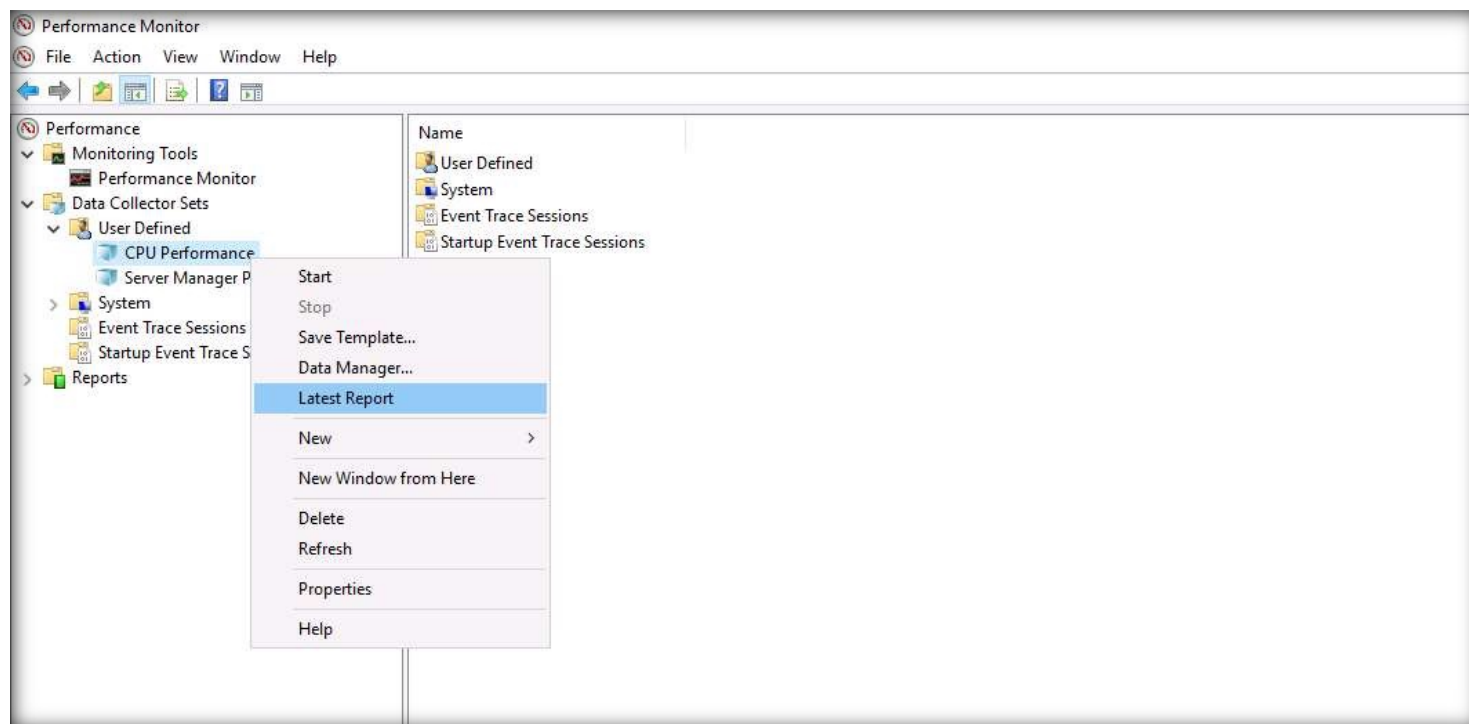 Performance Monitor
File Action View Window Help
Performance
Monitoring Tools
Performance Monitor
Data Collector Sets
User Defined
CPU Performance
Server Manager P
System
Event Trace Sessions
Startup Event Trace S
Reports
Start
Stop
Save Template...
Data Manager...
Latest Report
New
New Window from Here
Delete
Refresh
Properties
Help
Name
User Defined
System
Event Trace Sessions
Startup Event Trace Sessions